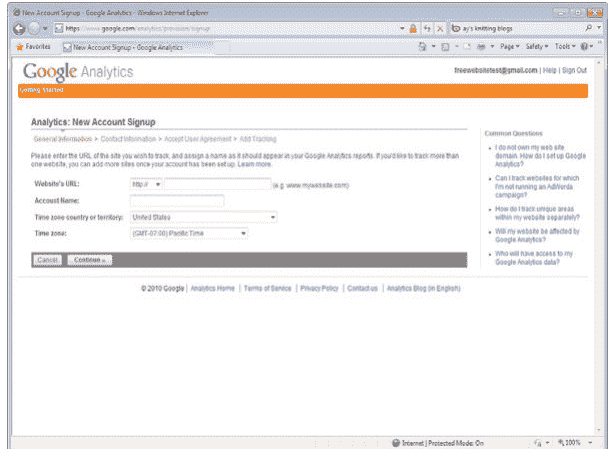 New Account Signup - Google Analytics - Windows Internet Explorer
https://www.google.com/analytics/provision/signup
ay's knitting blogs
Favorites
New Account Signup - Google Analytics
Page
Safety
Tools
Google Analytics
freewebsitetest@gmail.com | Help | Sign Out
Getting Started
Analytics: New Account Signup
General Information > Contact Information > Accept User Agreement > Add Tracking
Please enter the URL of the site you wish to track, and assign a name as it should appear in your Google Analytics reports. If you'd like to track more than
one website, you can add more sites once your account has been set up. Learn more.
Website's URL: http:// (e.g. www.mywebsite.com)
Account Name:
Time zone country or territory: United States
Time zone: (GMT-07:00) Pacific Time
Cancel Continue »
Common Questions
• I do not own my web site
domain. How do I set up Google
Analytics?
• Can I track websites for which
I'm not running an AdWords
campaign?
• How do I track unique areas
within my website separately?
• Will my website be affected by
Google Analytics?
• Who will have access to my
Google Analytics data?
© 2010 Google | Analytics Home | Terms of Service | Privacy Policy | Contact us | Analytics Blog (in English)
Internet | Protected Mode: On
100%